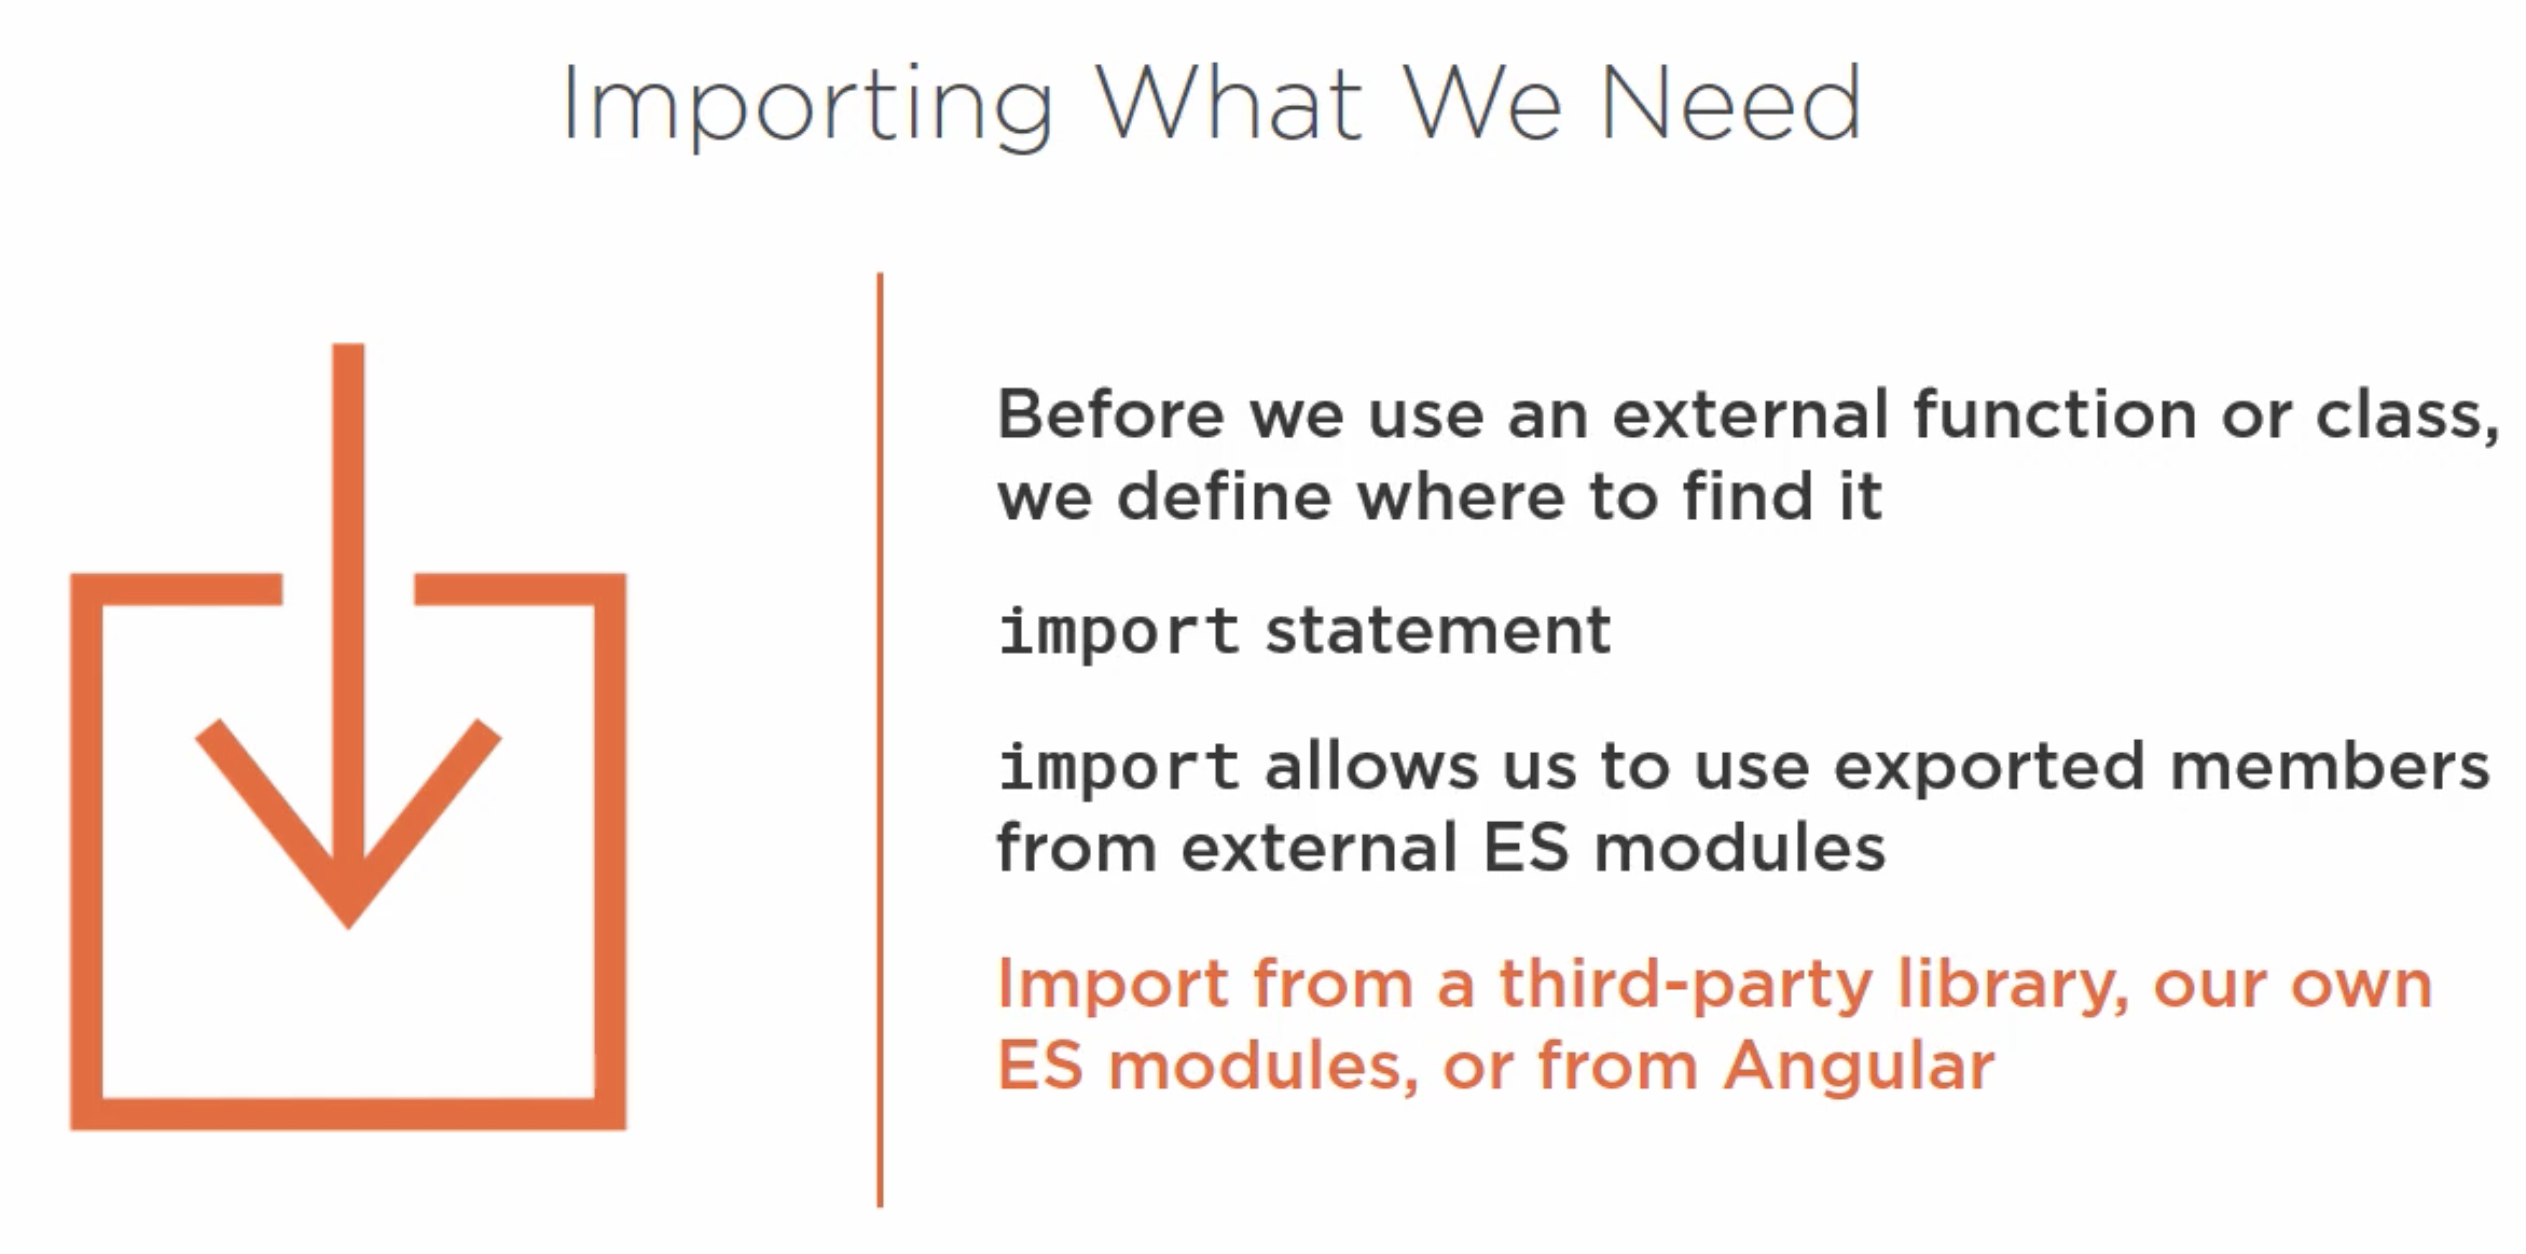 Importing What We Need
Before we use an external function or class,
we define where to find it
import statement
import allows us to use exported members
from external ES modules
Import from a third-party library, our own
ES modules, or from Angular